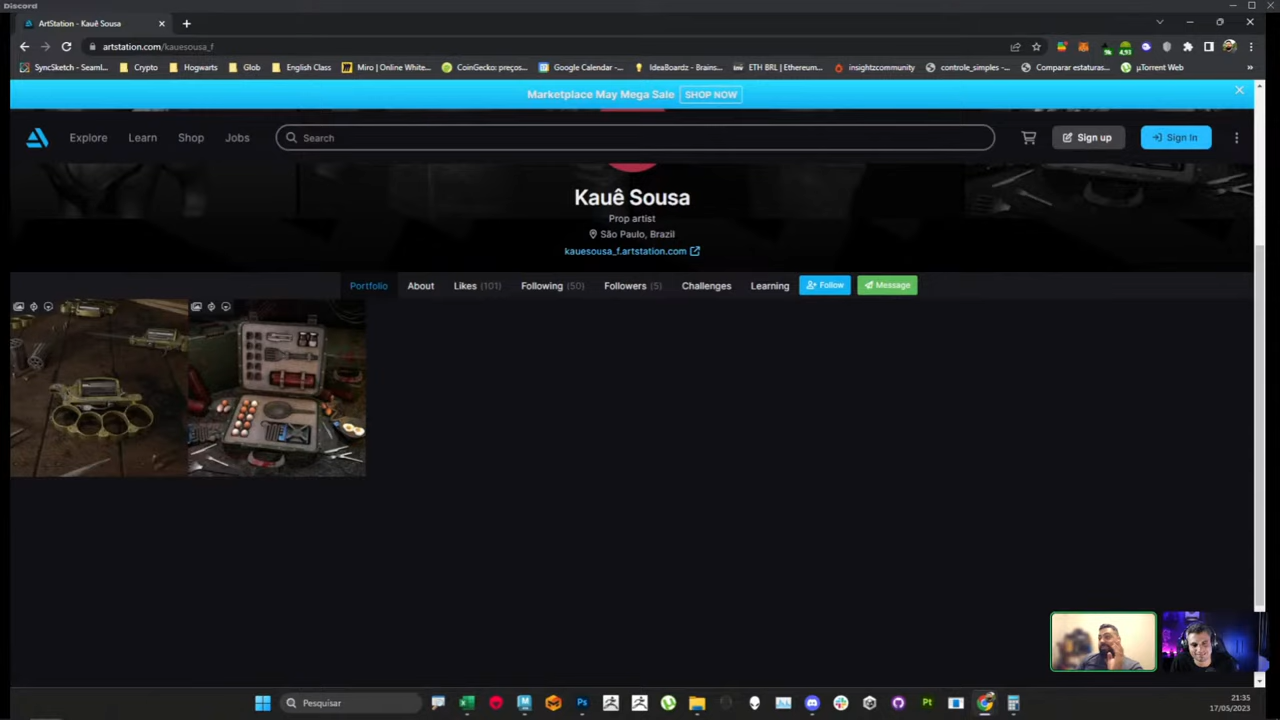 Discord
ArtStation - Kauê Sousa
artstation.com/kauesousa_f
SyncSketch - Seaml... Crypto Hogwarts Glob English Class Miro | Online White... CoinGecko: preços... Google Calendar -... IdeaBoardz - Brains... ETH BRL | Ethereum... insightzcommunity controle_simples -... Comparar estaturas... µTorrent Web »
Marketplace May Mega Sale SHOP NOW
Explore Learn Shop Jobs Search Sign up Sign In
Kauê Sousa
Prop artist
São Paulo, Brazil
kauesousa_f.artstation.com
Portfolio About Likes (101) Following (50) Followers (5) Challenges Learning Follow Message
Pesquisar
21:35
17/05/2023